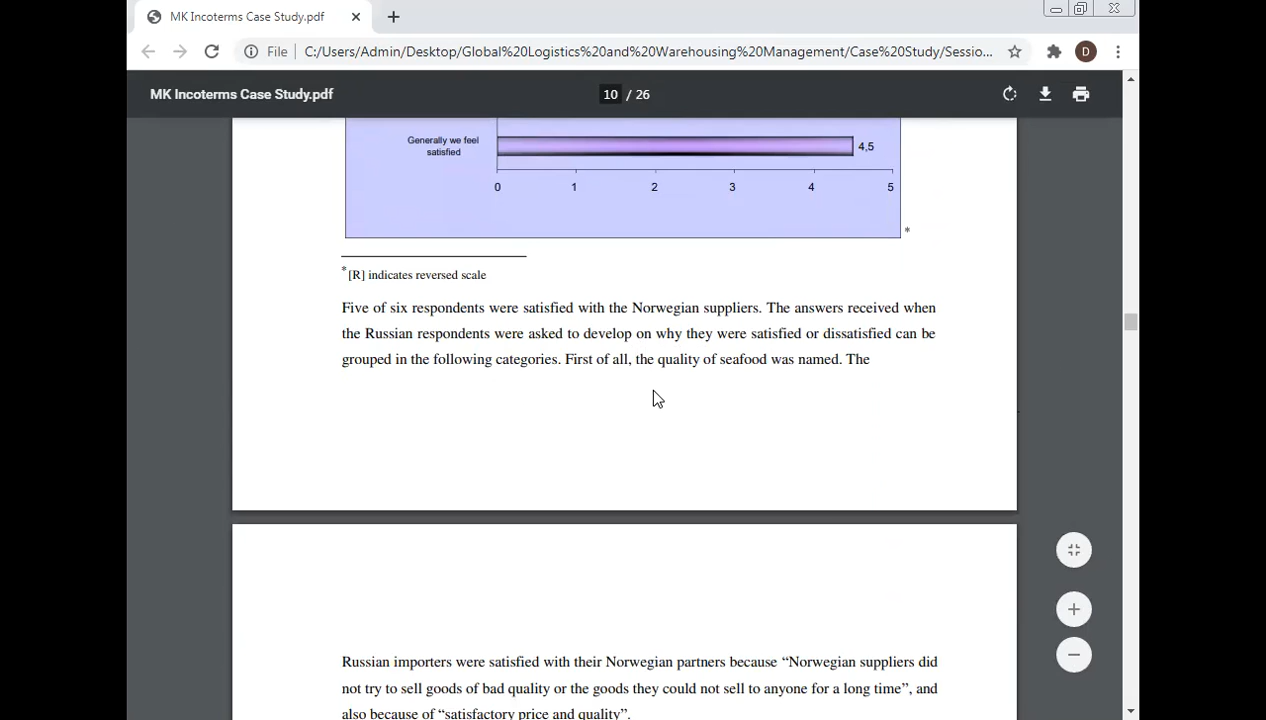 MK Incoterms Case Study.pdf
File C:/Users/Admin/Desktop/Global%20Logistics%20and%20Warehousing%20Management/Case%20Study/Sessio... D
MK Incoterms Case Study.pdf 10 / 26
Generally we feel
satisfied
4,5
0 1 2 3 4 5
*
* [R] indicates reversed scale
Five of six respondents were satisfied with the Norwegian suppliers. The answers received when
the Russian respondents were asked to develop on why they were satisfied or dissatisfied can be
grouped in the following categories. First of all, the quality of seafood was named. The
Russian importers were satisfied with their Norwegian partners because “Norwegian suppliers did
not try to sell goods of bad quality or the goods they could not sell to anyone for a long time”, and
also because of “satisfactory price and quality”.